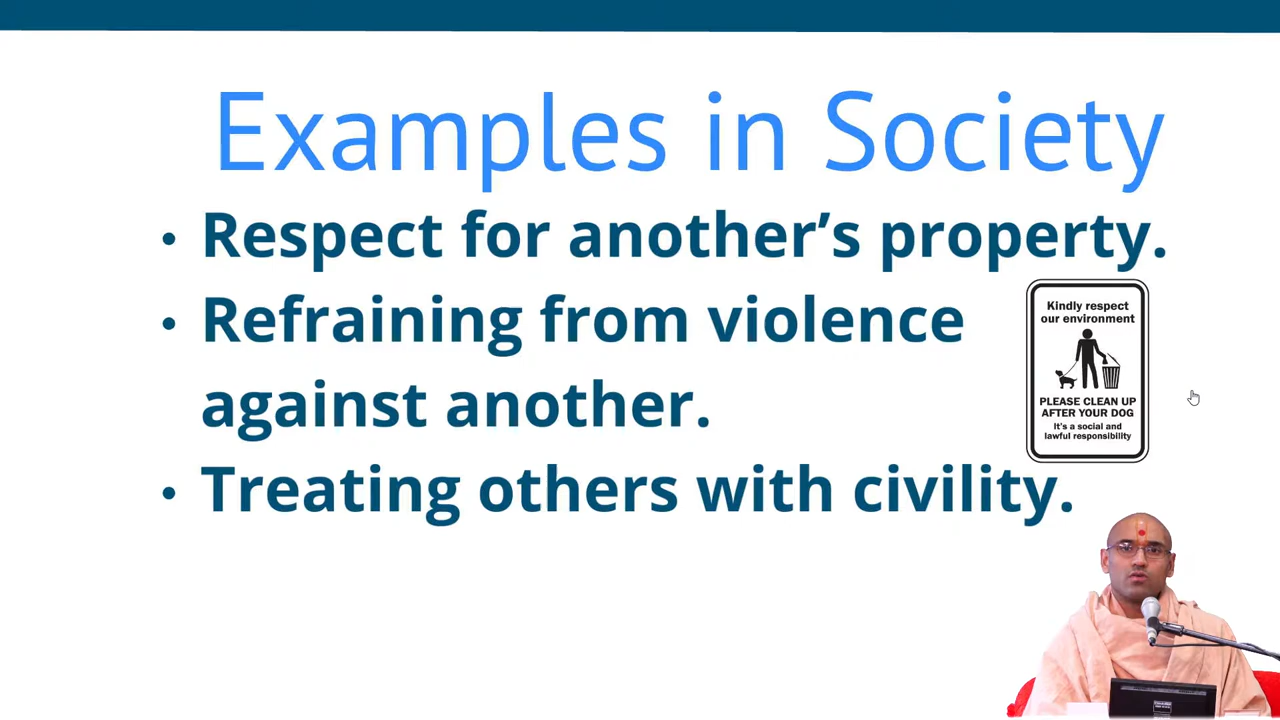 Examples in Society
• Respect for another’s property.
• Refraining from violence
against another.
• Treating others with civility.
Kindly respect
our environment
PLEASE CLEAN UP
AFTER YOUR DOG
It's a social and
lawful responsibility